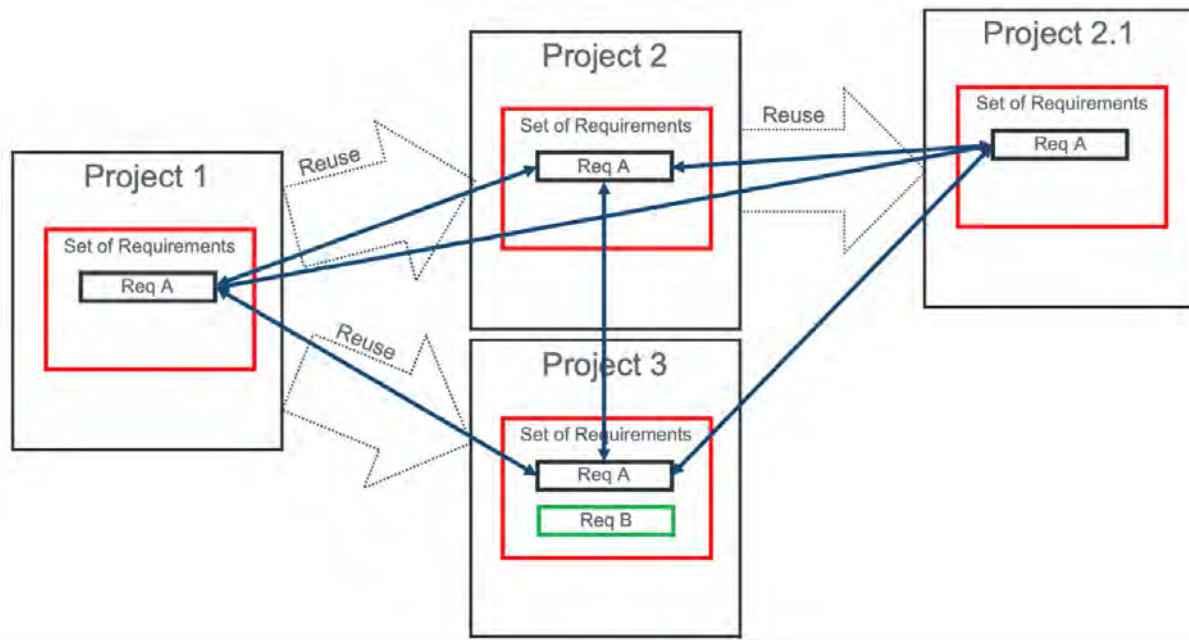 Project 1
Set of Requirements
Req A
Reuse
Reuse
Project 2
Set of Requirements
Req A
Project 3
Set of Requirements
Req A
Req B
Reuse
Project 2.1
Set of Requirements
Req A